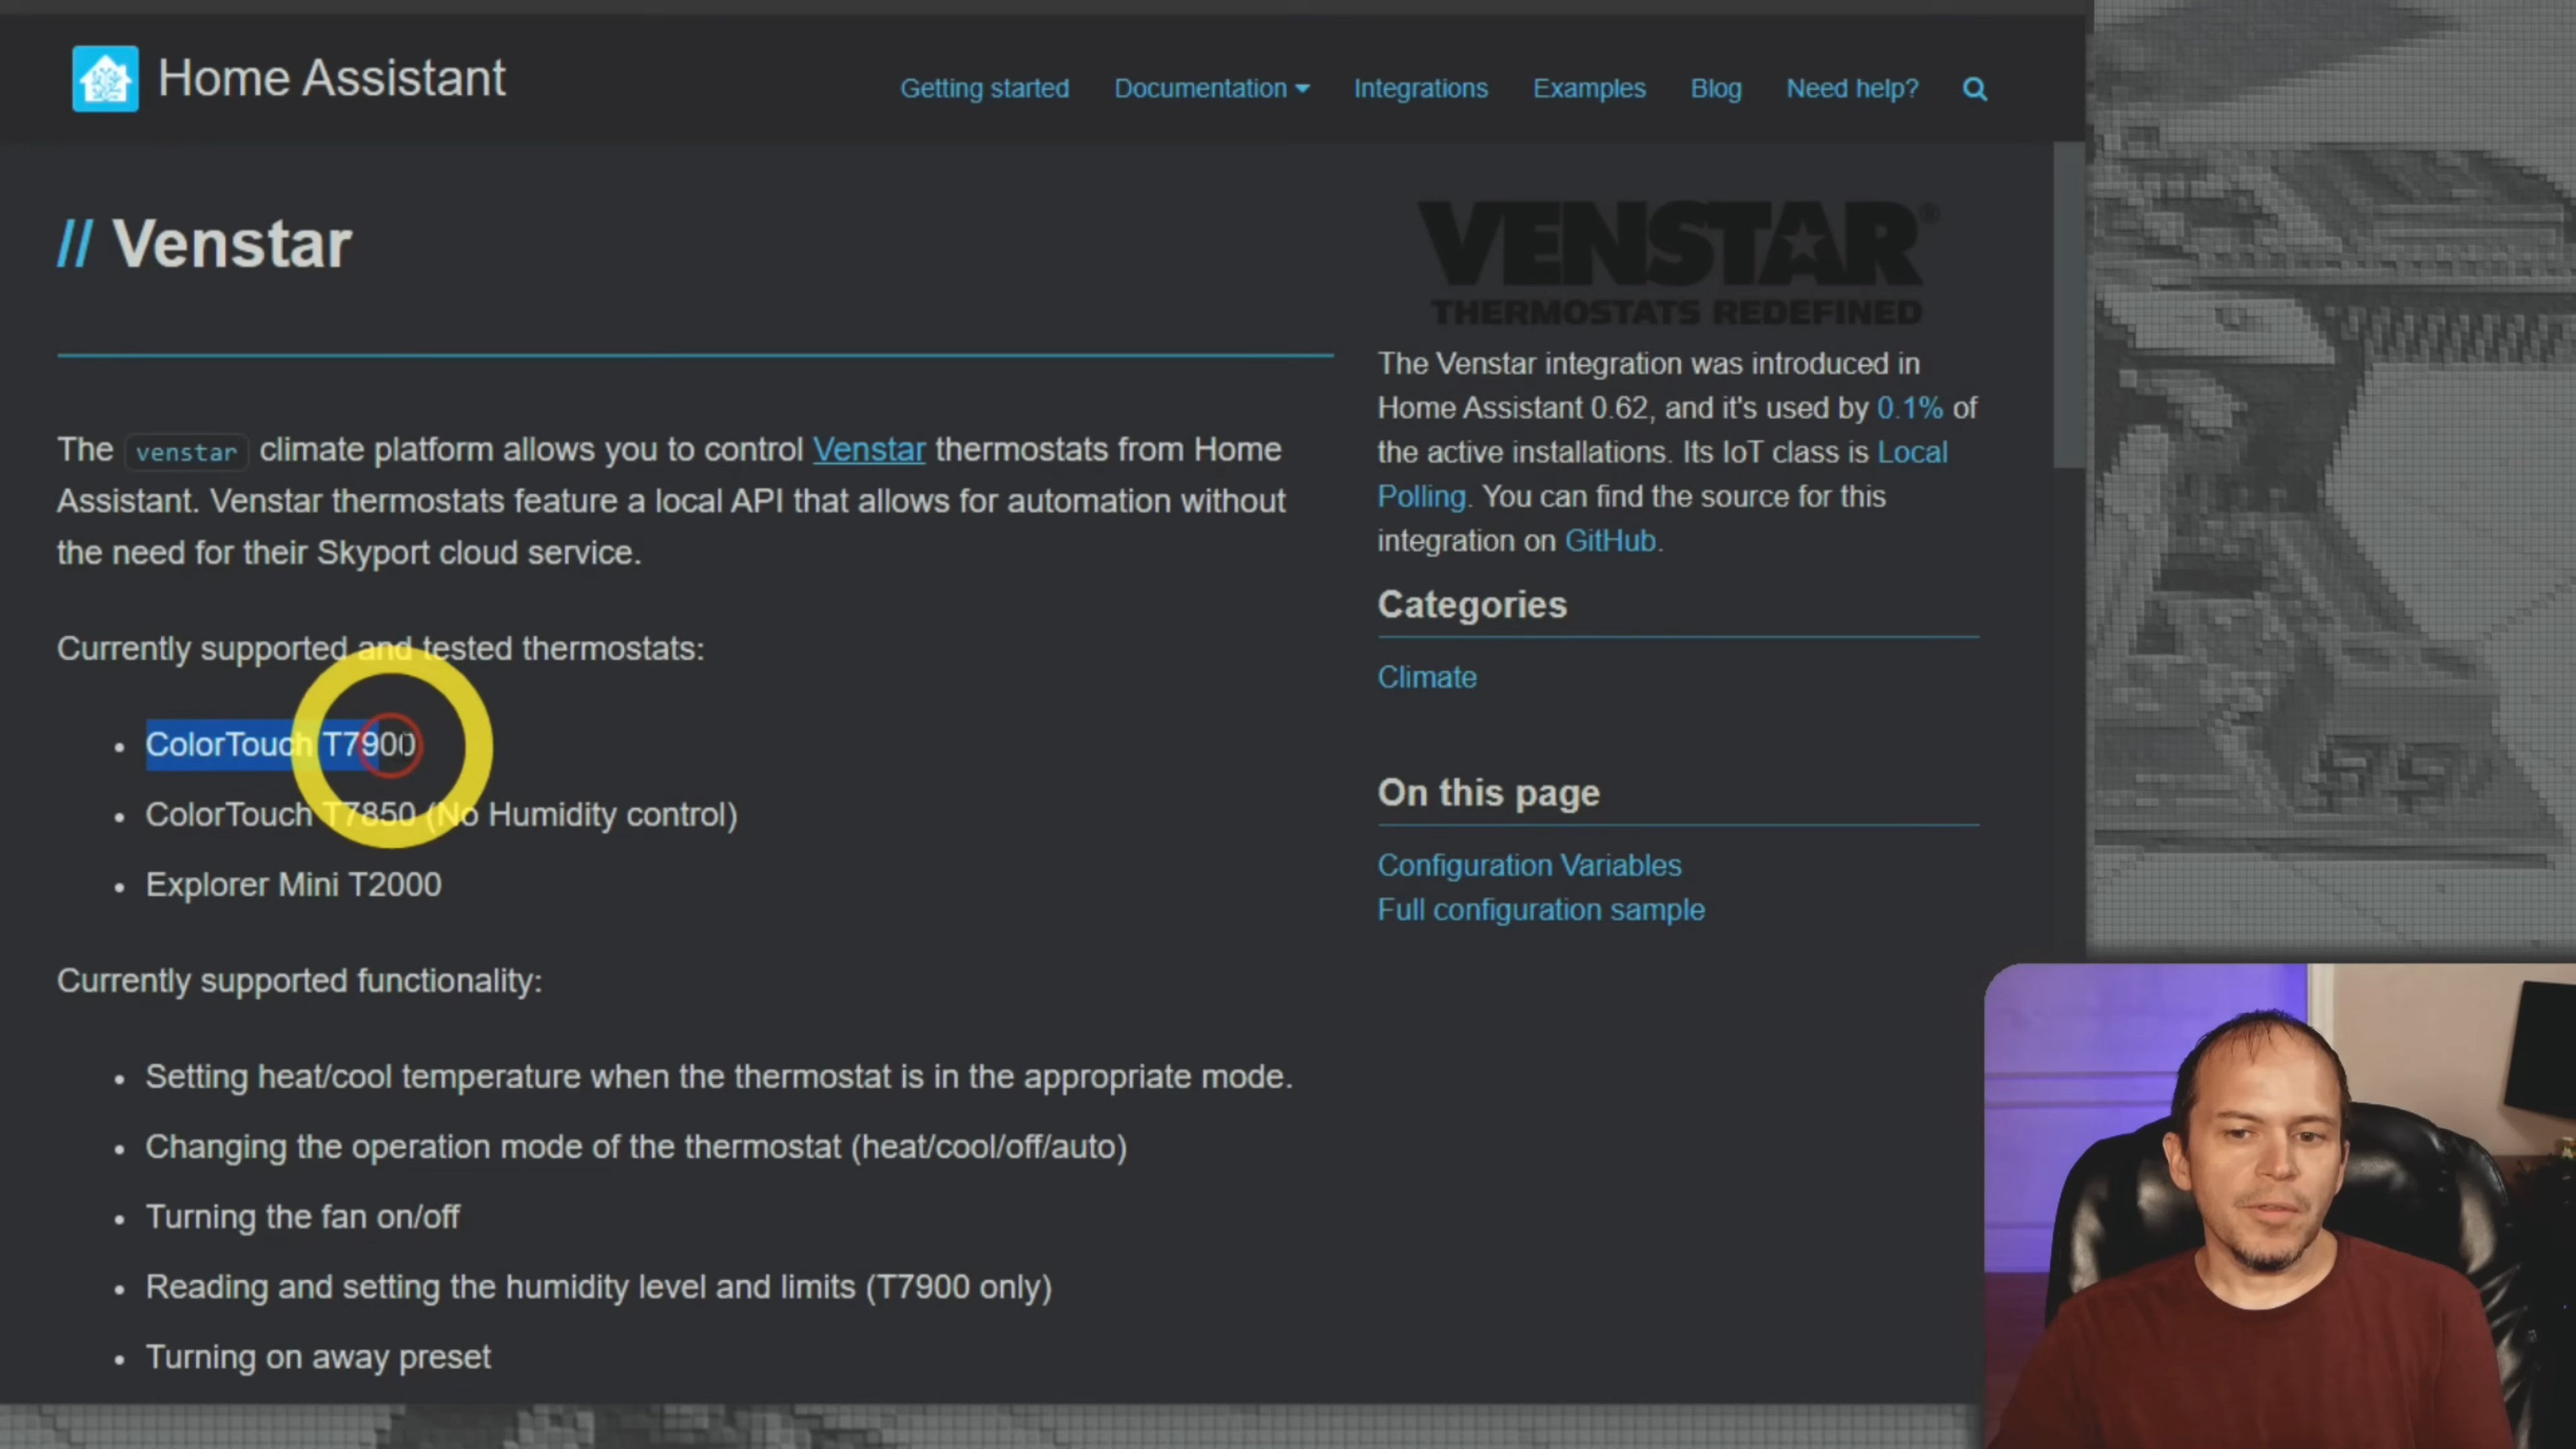 Home Assistant
Getting started Documentation Integrations Examples Blog Need help?
// Venstar
The venstar climate platform allows you to control Venstar thermostats from Home
Assistant. Venstar thermostats feature a local API that allows for automation without
the need for their Skyport cloud service.
Currently supported and tested thermostats:
• ColorTouch T7900
• ColorTouch T7850 (No Humidity control)
• Explorer Mini T2000
Currently supported functionality:
• Setting heat/cool temperature when the thermostat is in the appropriate mode.
• Changing the operation mode of the thermostat (heat/cool/off/auto)
• Turning the fan on/off
• Reading and setting the humidity level and limits (T7900 only)
• Turning on away preset
VENSTAR®
THERMOSTATS REDEFINED
The Venstar integration was introduced in
Home Assistant 0.62, and it's used by 0.1% of
the active installations. Its IoT class is Local
Polling. You can find the source for this
integration on GitHub.
Categories
Climate
On this page
Configuration Variables
Full configuration sample